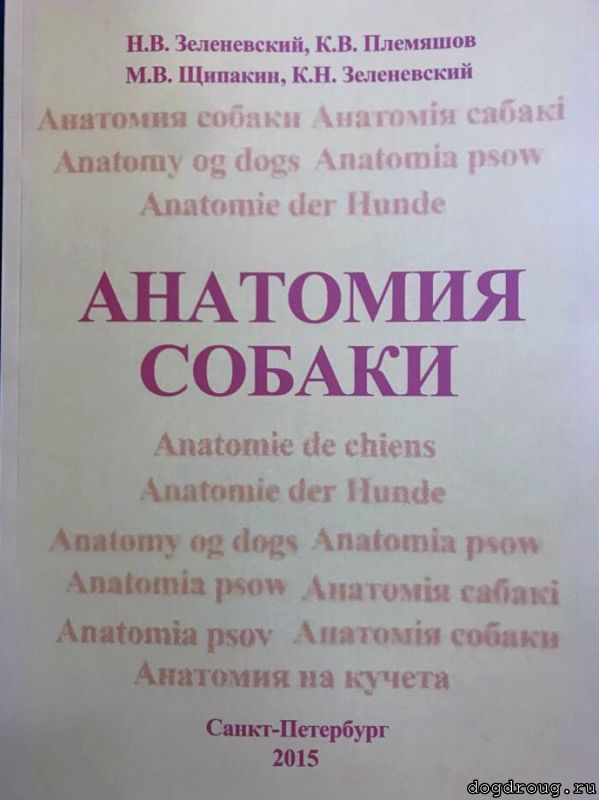 Н.В. Зеленевский, К.В. Племяшов
М.В. Щипакин, К.Н. Зеленевский
Анатомия собаки Анатомія сабакі
Anatomy og dogs Anatomia psow
Anatomie der Hunde
АНАТОМИЯ
СОБАКИ
Anatomie de chiens
Anatomie der Hunde
Anatomy og dogs Anatomia psow
Anatomia psow Анатомія сабакі
Anatomia psov Анатомія собаки
Анатомия на кучета
Санкт-Петербург
2015
dogdroug.ru